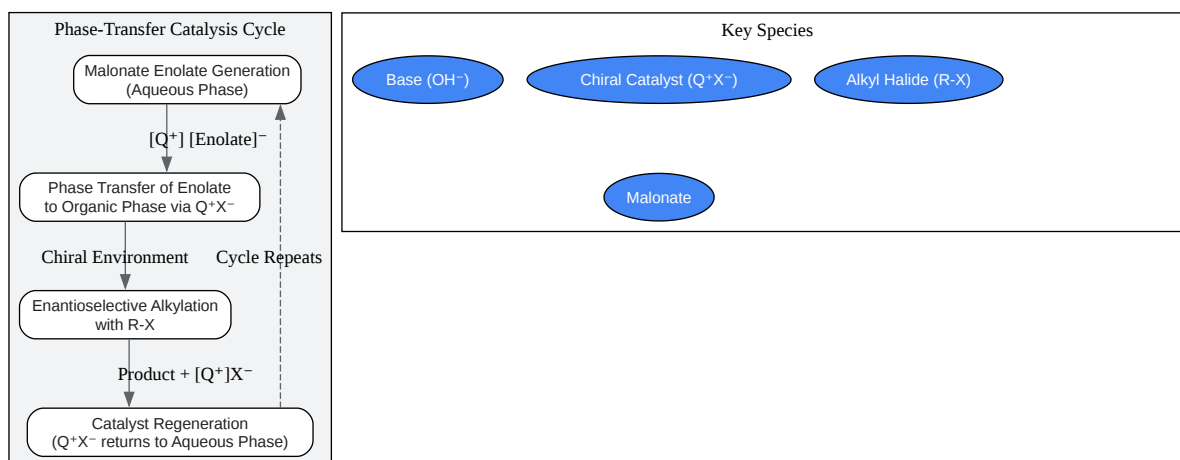 Phase-Transfer Catalysis Cycle
Malonate Enolate Generation
(Aqueous Phase)
[Q⁺] [Enolate]⁻
Phase Transfer of Enolate
to Organic Phase via Q⁺X⁻
Chiral Environment
Cycle Repeats
Enantioselective Alkylation
with R-X
Product + [Q⁺]X⁻
Catalyst Regeneration
(Q⁺X⁻ returns to Aqueous Phase)
Key Species
Base (OH⁻)
Chiral Catalyst (Q⁺X⁻)
Alkyl Halide (R-X)
Malonate